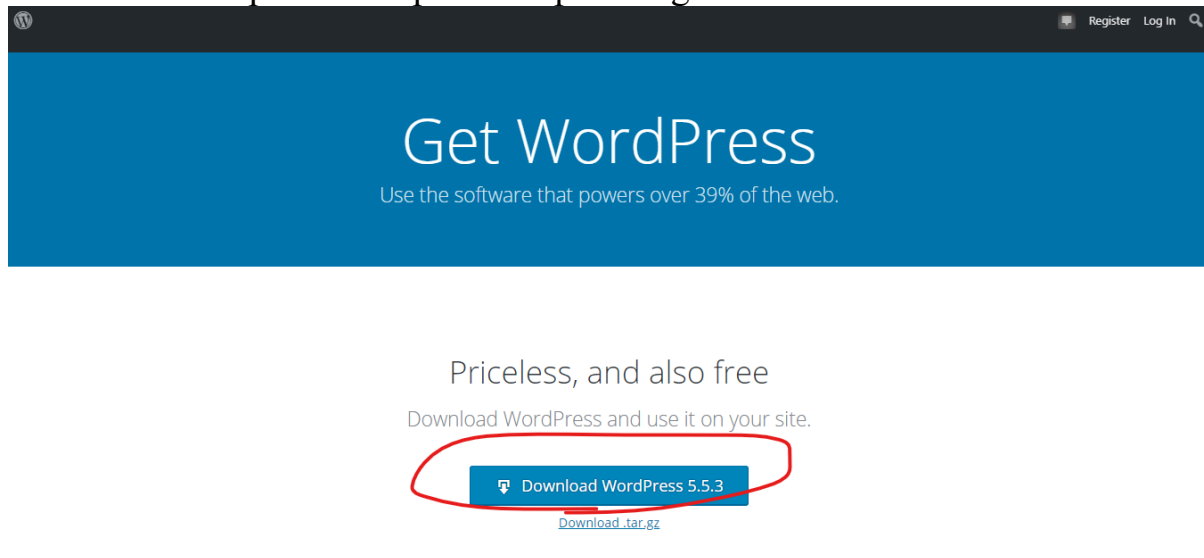 Register Log In
Get WordPress
Use the software that powers over 39% of the web.
Priceless, and also free
Download WordPress and use it on your site.
Download WordPress 5.5.3
Download .tar.gz